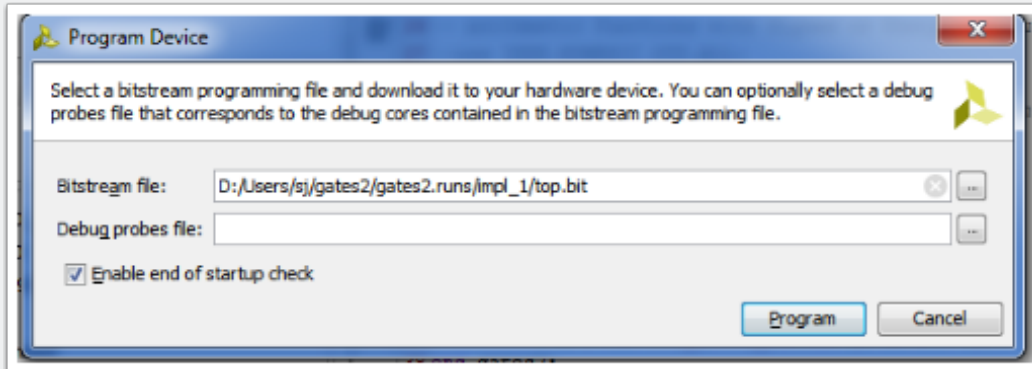 Program Device
Select a bitstream programming file and download it to your hardware device. You can optionally select a debug
probes file that corresponds to the debug cores contained in the bitstream programming file.
Bitstream file: D:/Users/sj/gates2/gates2.runs/impl_1/top.bit ...
Debug probes file: ...
Enable end of startup check
Program Cancel